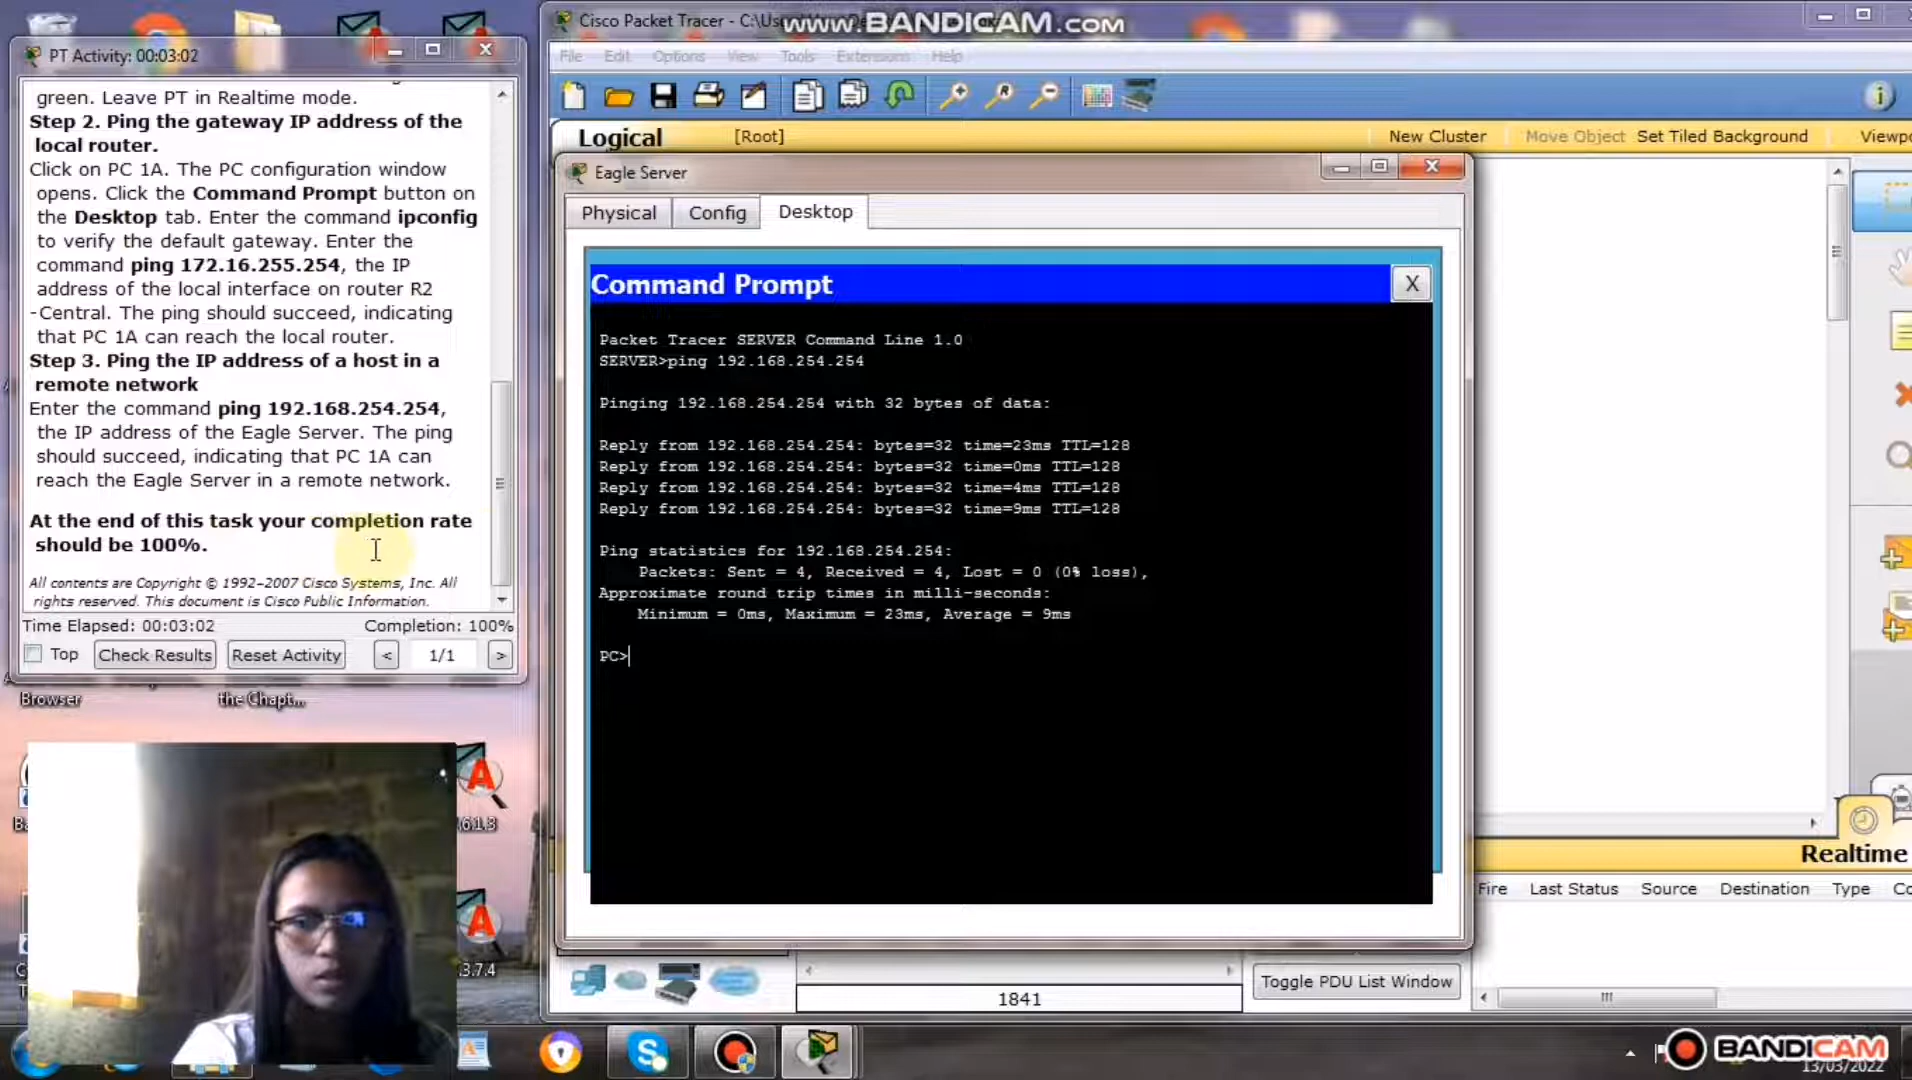 www.BANDICAM.com
PT Activity: 00:03:02
green. Leave PT in Realtime mode.
Step 2. Ping the gateway IP address of the
local router.
Click on PC 1A. The PC configuration window
opens. Click the Command Prompt button on
the Desktop tab. Enter the command ipconfig
to verify the default gateway. Enter the
command ping 172.16.255.254, the IP
address of the local interface on router R2
-Central. The ping should succeed, indicating
that PC 1A can reach the local router.
Step 3. Ping the IP address of a host in a
remote network
Enter the command ping 192.168.254.254,
the IP address of the Eagle Server. The ping
should succeed, indicating that PC 1A can
reach the Eagle Server in a remote network.
At the end of this task your completion rate
should be 100%.
All contents are Copyright © 1992–2007 Cisco Systems, Inc. All
rights reserved. This document is Cisco Public Information.
Time Elapsed: 00:03:02 Completion: 100%
Top Check Results Reset Activity < 1/1 >
Browser
the Chapt...
6.1.3
3.7.4
Cisco Packet Tracer - C:\Us
File Edit Options View Tools Extensions Help
Logical [Root] New Cluster Move Object Set Tiled Background Viewp
Eagle Server
Physical Config Desktop
Command Prompt X
Packet Tracer SERVER Command Line 1.0
SERVER>ping 192.168.254.254
Pinging 192.168.254.254 with 32 bytes of data:
Reply from 192.168.254.254: bytes=32 time=23ms TTL=128
Reply from 192.168.254.254: bytes=32 time=0ms TTL=128
Reply from 192.168.254.254: bytes=32 time=4ms TTL=128
Reply from 192.168.254.254: bytes=32 time=9ms TTL=128
Ping statistics for 192.168.254.254:
Packets: Sent = 4, Received = 4, Lost = 0 (0% loss),
Approximate round trip times in milli-seconds:
Minimum = 0ms, Maximum = 23ms, Average = 9ms
PC>
Realtime
Fire Last Status Source Destination Type Co
Toggle PDU List Window
1841
BANDICAM
13/03/2022